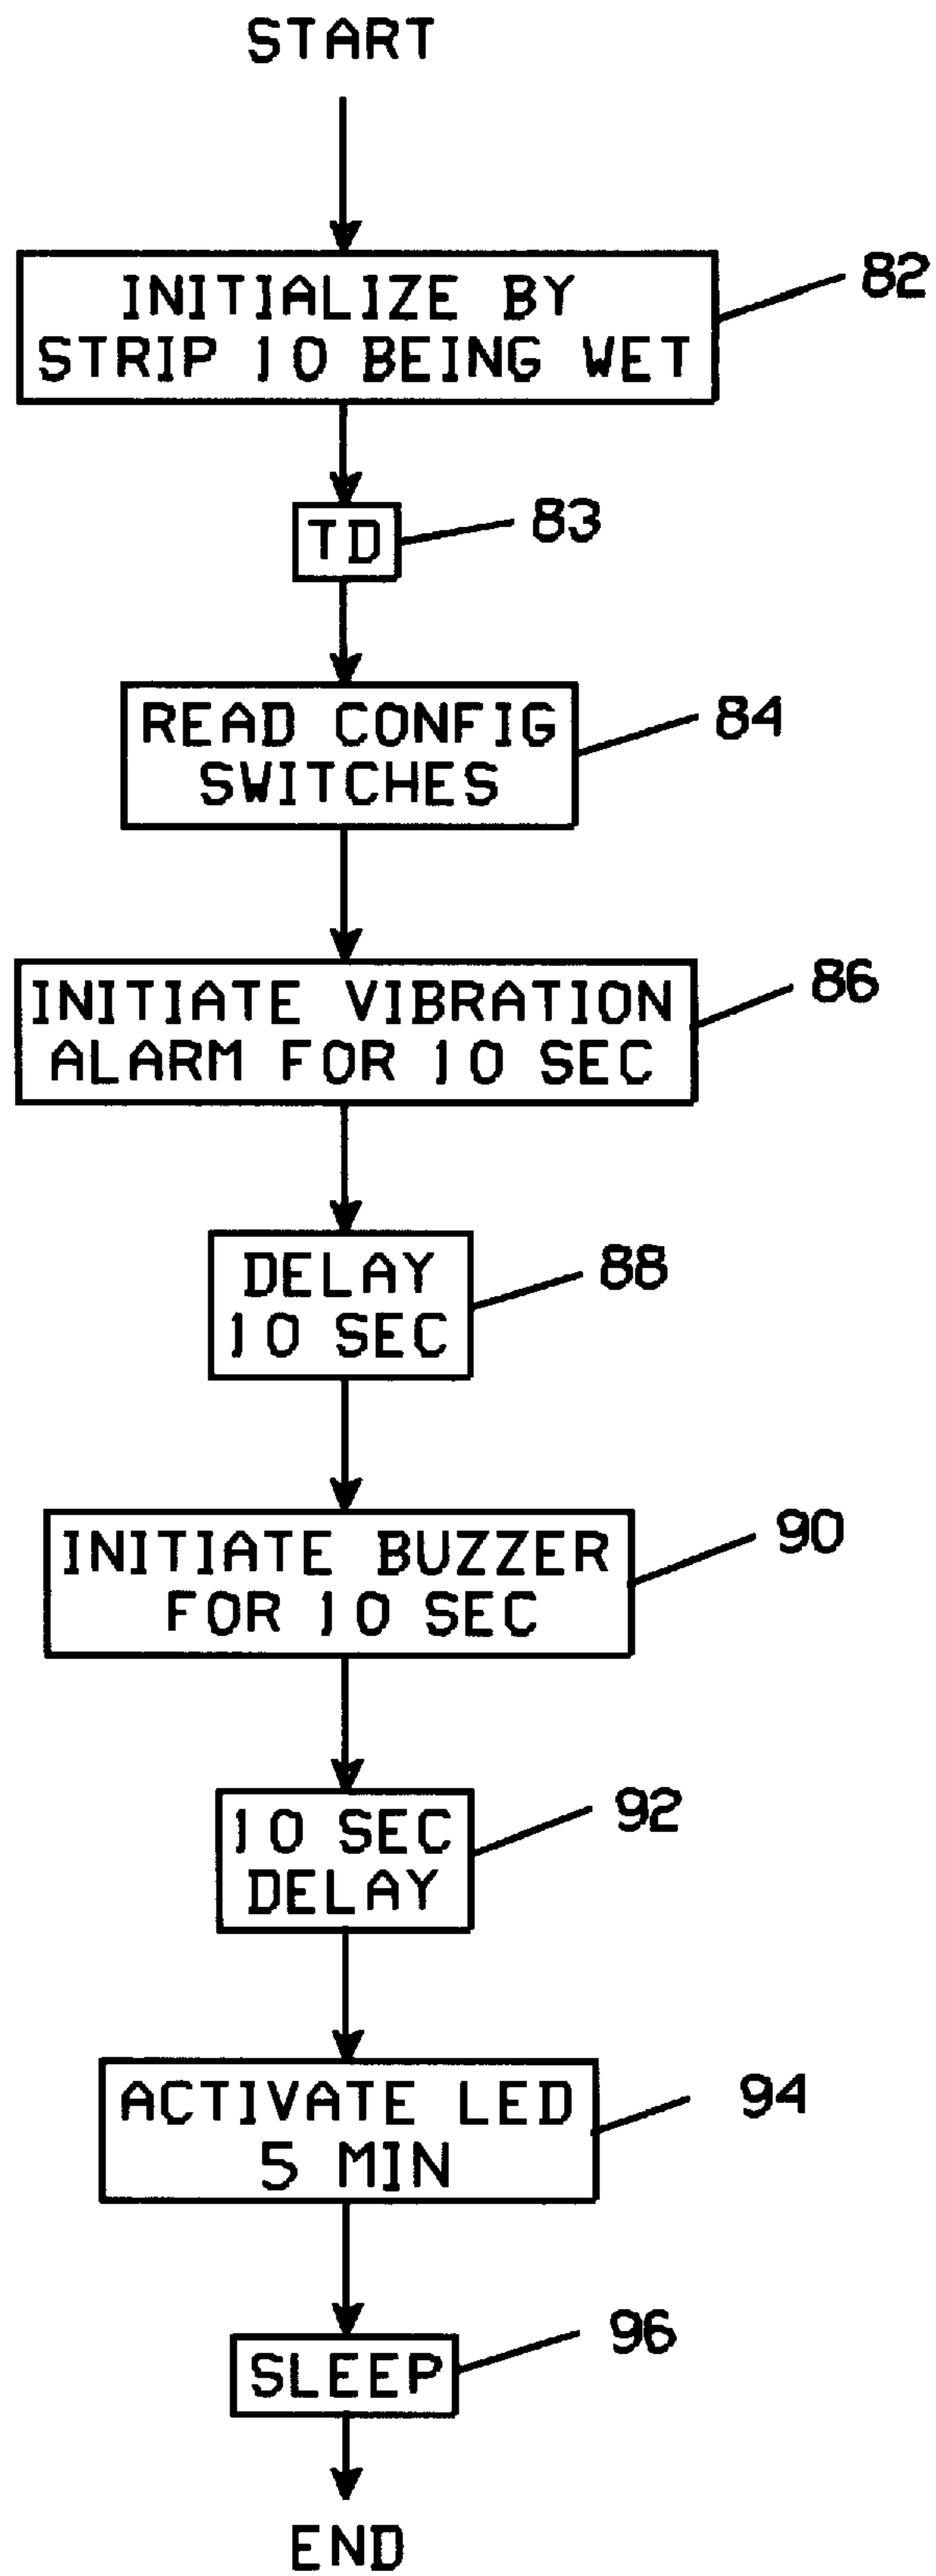 START
INITIALIZE BY
STRIP 10 BEING WET
82
TD
83
READ CONFIG
SWITCHES
84
INITIATE VIBRATION
ALARM FOR 10 SEC
86
DELAY
10 SEC
88
INITIATE BUZZER
FOR 10 SEC
90
10 SEC
DELAY
92
ACTIVATE LED
5 MIN
94
SLEEP
96
END